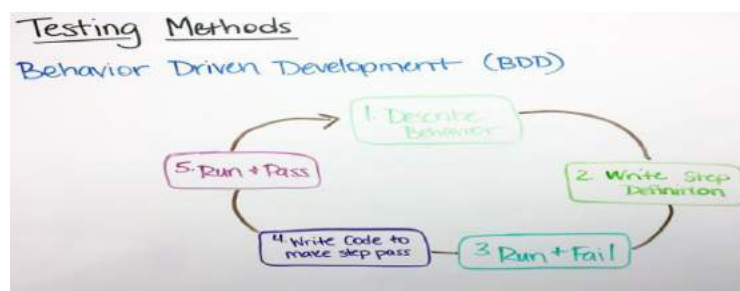 Testing Methods
Behavior Driven Development (BDD)
1. Describe
Behavior
2. Write Step
Definition
3. Run + Fail
4. Write Code to
make step pass
5. Run + Pass